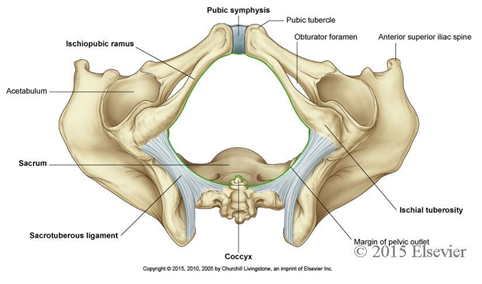 Pubic symphysis
Pubic tubercle
Ischiopubic ramus
Obturator foramen
Anterior superior iliac spine
Acetabulum
Sacrum
Ischial tuberosity
Sacrotuberous ligament
Margin of pelvic outlet
© 2015 Elsevier
Coccyx
Copyright © 2015, 2010, 2005 by Churchill Livingstone, an imprint of Elsevier Inc.